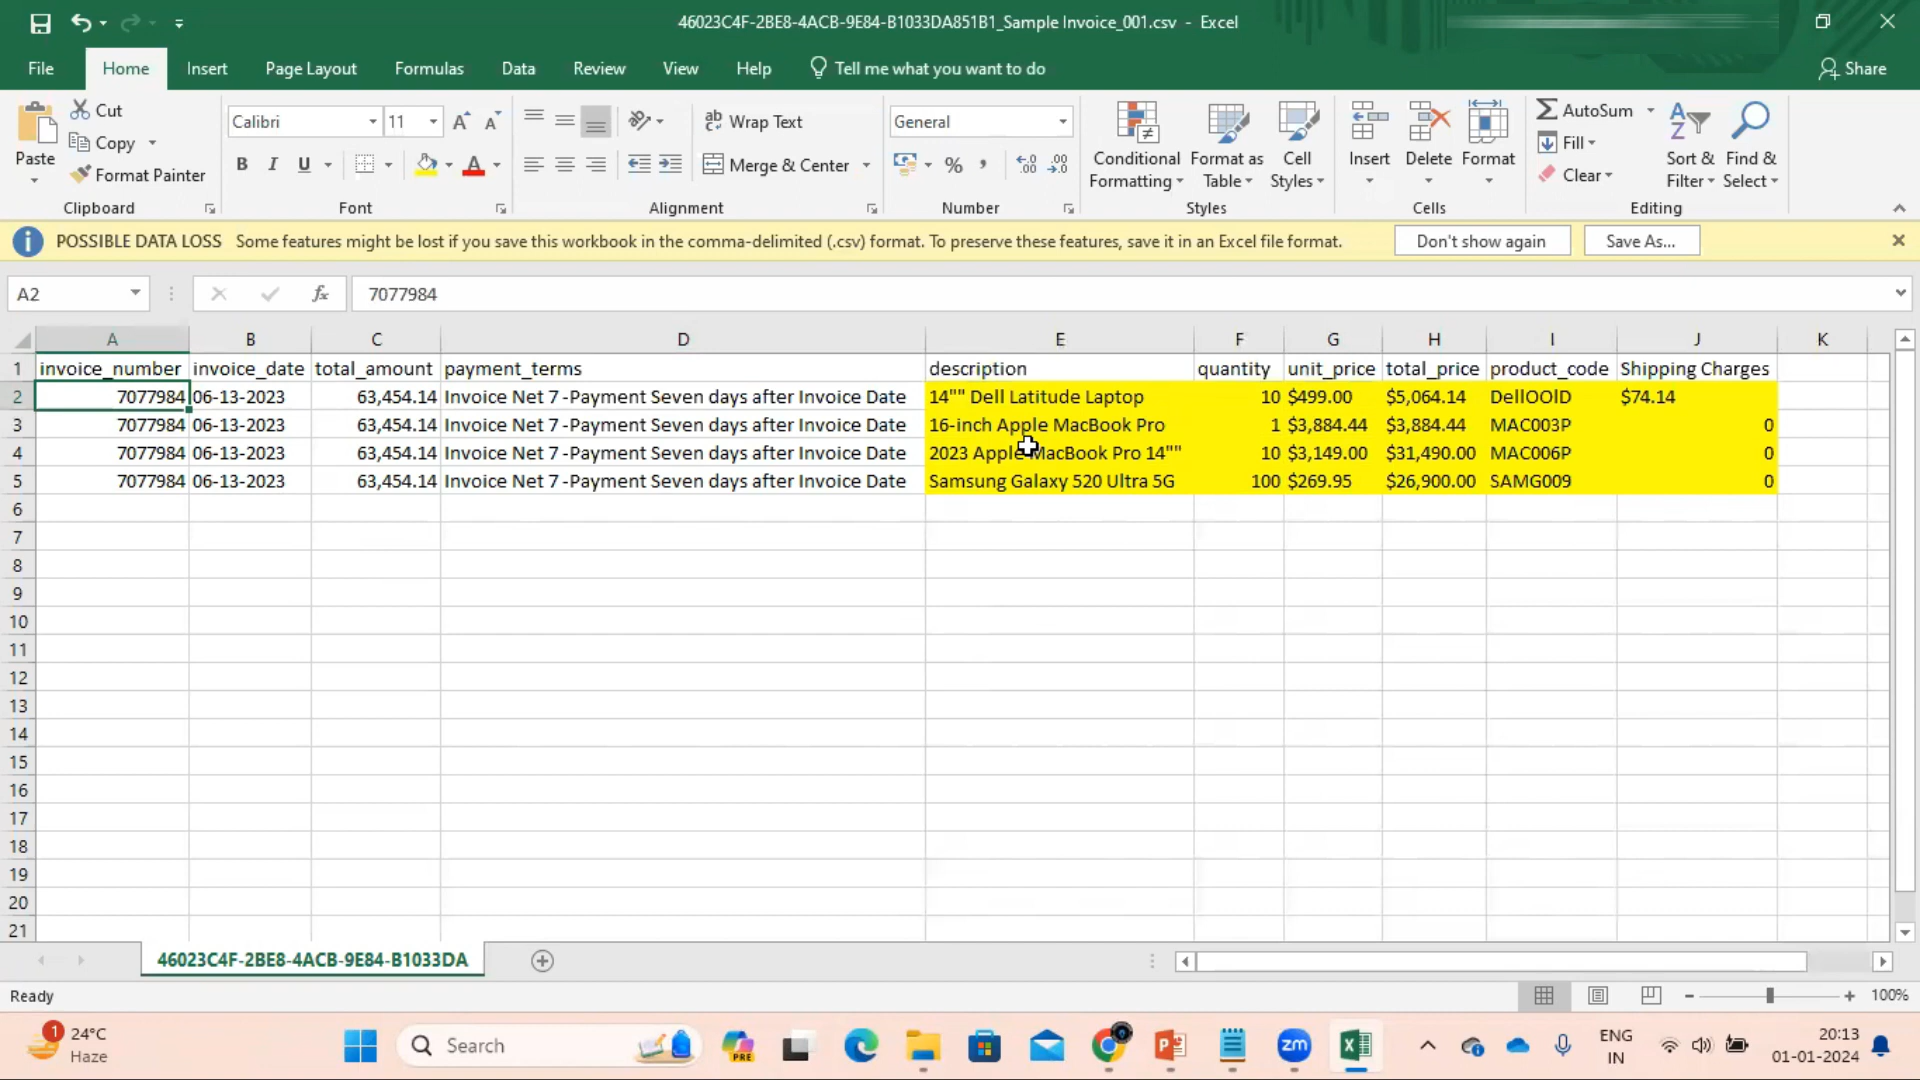 46023C4F-2BE8-4ACB-9E84-B1033DA851B1_Sample Invoice_001.csv - Excel
File Home Insert Page Layout Formulas Data Review View Help Tell me what you want to do Share
Cut
Copy
Format Painter
Paste
Clipboard
Calibri 11
B I U
Font
Wrap Text
Merge & Center
Alignment
General
Number
Conditional Formatting
Format as Table
Cell Styles
Styles
Insert Delete Format
Cells
AutoSum
Fill
Clear
Sort & Filter
Find & Select
Editing
POSSIBLE DATA LOSS Some features might be lost if you save this workbook in the comma-delimited (.csv) format. To preserve these features, save it in an Excel file format. Don't show again Save As...
A2 fx 7077984
A B C D E F G H I J K
1 invoice_number invoice_date total_amount payment_terms description quantity unit_price total_price product_code Shipping Charges
2 7077984 06-13-2023 63,454.14 Invoice Net 7 -Payment Seven days after Invoice Date 14"" Dell Latitude Laptop 10 $499.00 $5,064.14 DellOOlD $74.14
3 7077984 06-13-2023 63,454.14 Invoice Net 7 -Payment Seven days after Invoice Date 16-inch Apple MacBook Pro 1 $3,884.44 $3,884.44 MAC003P 0
4 7077984 06-13-2023 63,454.14 Invoice Net 7 -Payment Seven days after Invoice Date 2023 Apple MacBook Pro 14"" 10 $3,149.00 $31,490.00 MAC006P 0
5 7077984 06-13-2023 63,454.14 Invoice Net 7 -Payment Seven days after Invoice Date Samsung Galaxy 520 Ultra 5G 100 $269.95 $26,900.00 SAMG009 0
6
7
8
9
10
11
12
13
14
15
16
17
18
19
20
21
46023C4F-2BE8-4ACB-9E84-B1033DA
Ready 100%
1 24°C
Haze
Search
PRE
zm
ENG
IN
20:13
01-01-2024